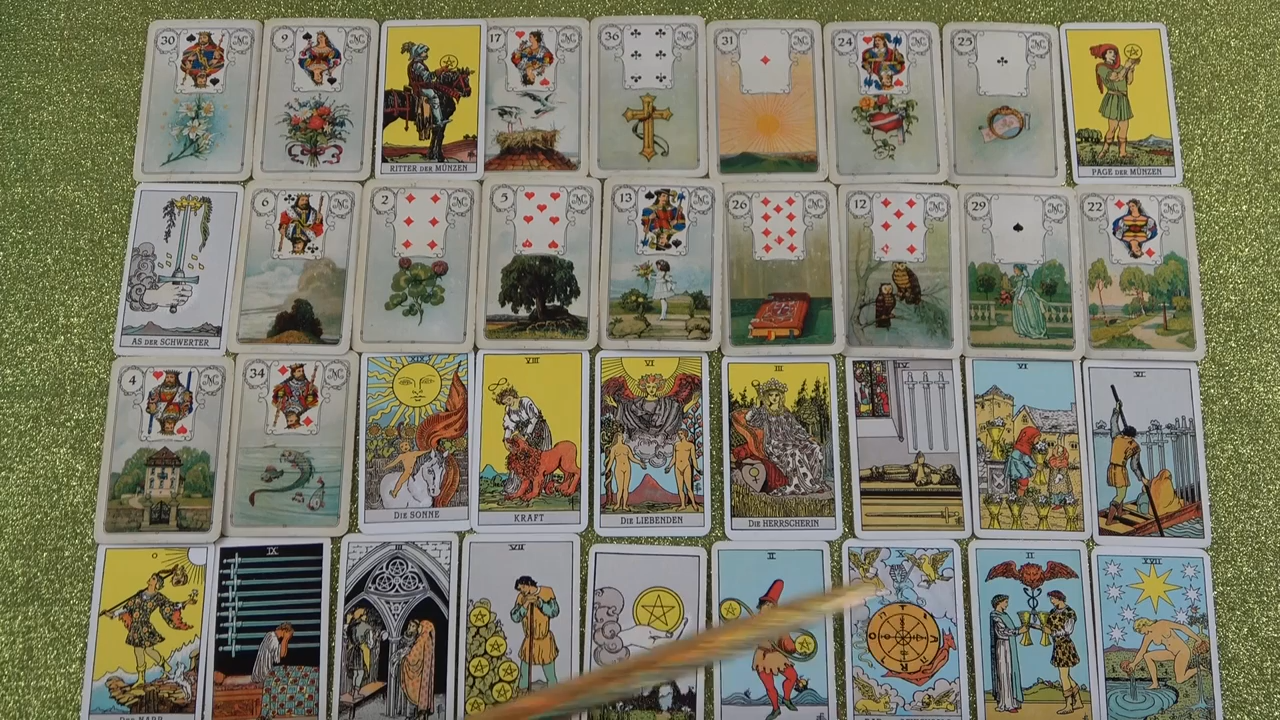 30
9
RITTER DER MÜNZEN
17
36
31
24
25
PAGE DER MÜNZEN
AS DER SCHWERTER
6
2
5
13
26
12
29
22
4
34
XIX
DIE SONNE
VIII
KRAFT
VI
DIE LIEBENDEN
III
DIE HERRSCHERIN
IV
VI
VI
DER NARR
IX
III
VII
II
X
II
XVII